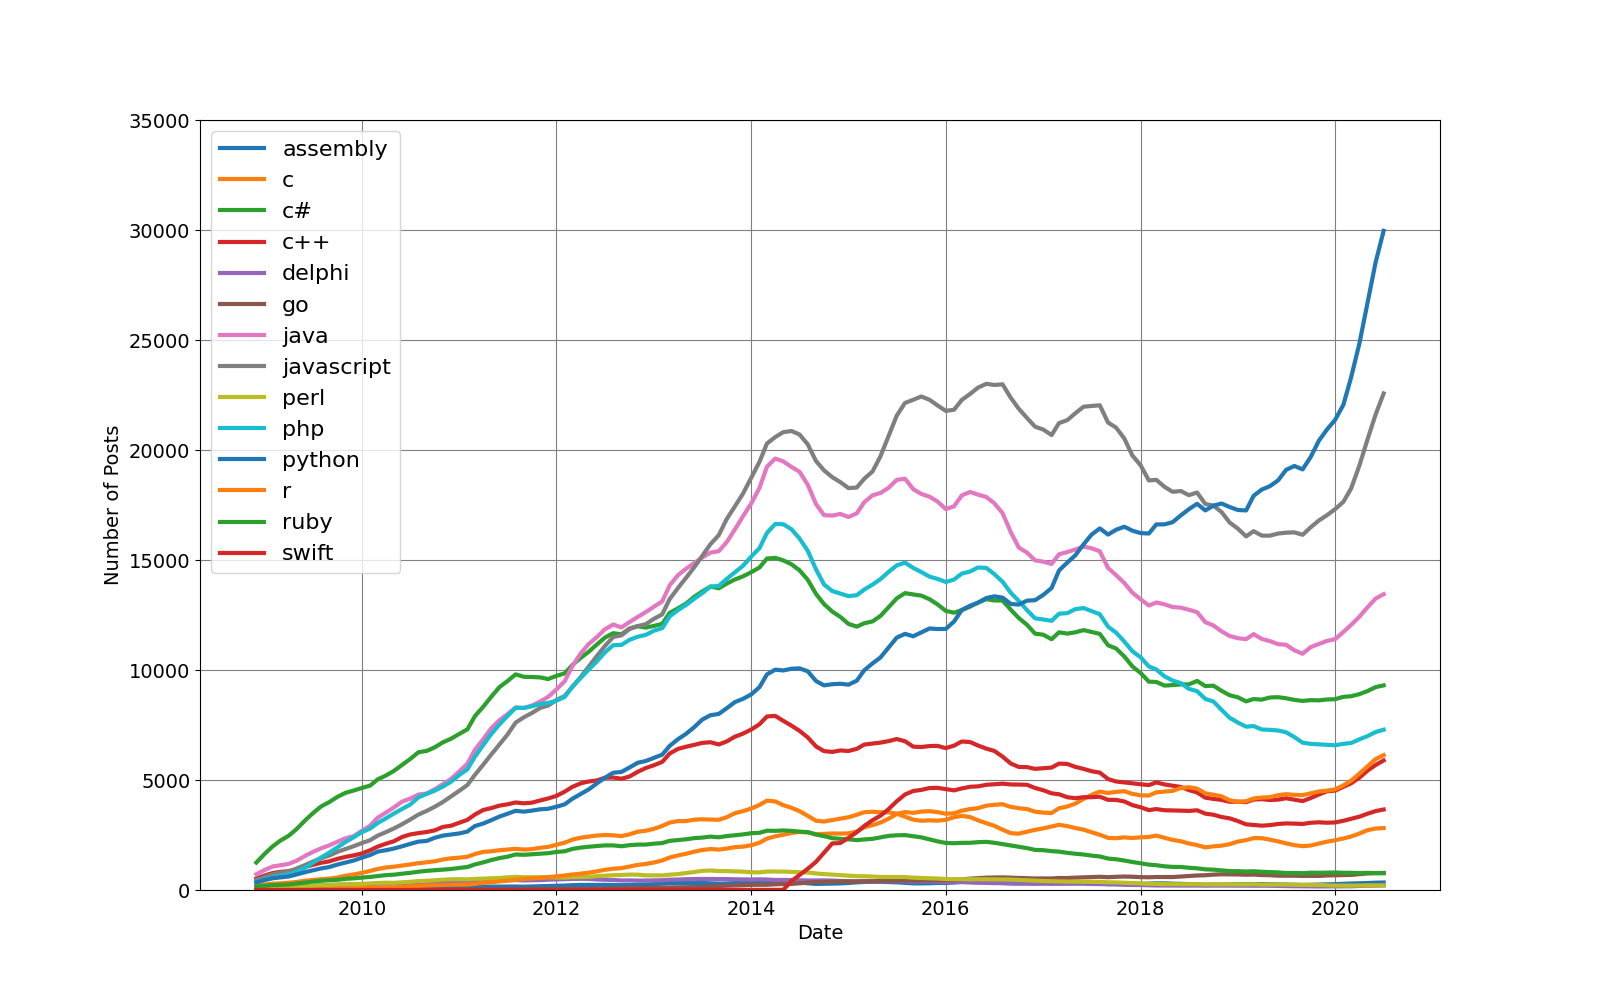 35000
30000
25000
20000
15000
10000
5000
0
Number of Posts
assembly
c
c#
c++
delphi
go
java
javascript
perl
php
python
r
ruby
swift
2010 2012 2014 2016 2018 2020
Date